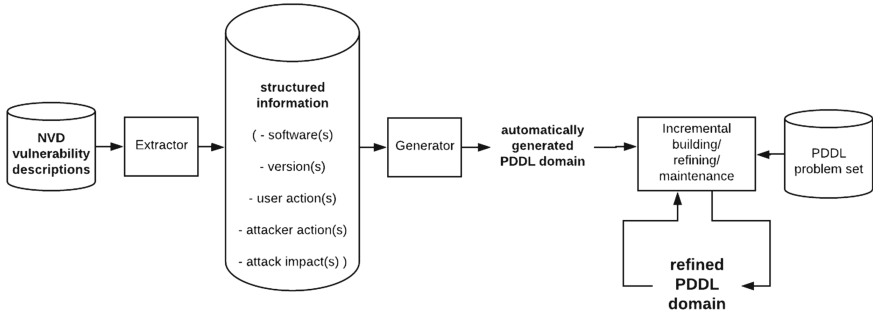 NVD
vulnerability
descriptions
Extractor
structured
information
( - software(s)
- version(s)
- user action(s)
- attacker action(s)
- attack impact(s) )
Generator
automatically
generated
PDDL domain
Incremental
building/
refining/
maintenance
PDDL
problem set
refined
PDDL
domain